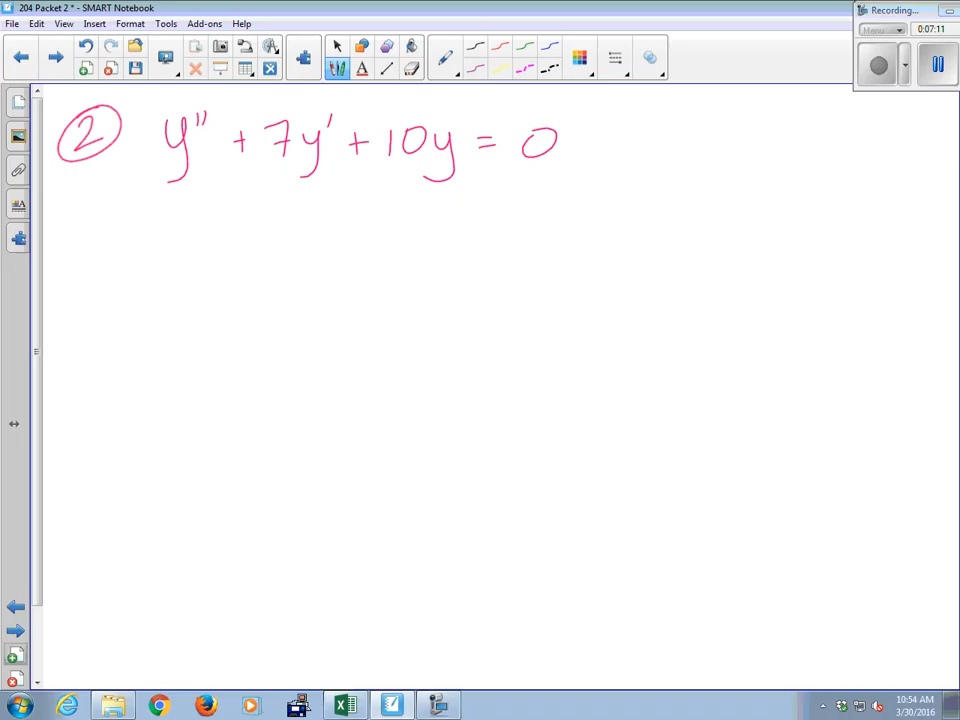 204 Packet 2 * - SMART Notebook
Recording...
File Edit View Insert Format Tools Add-ons Help
Menu 0:07:11
② y'' + 7y' + 10y = 0
10:54 AM
3/30/2016